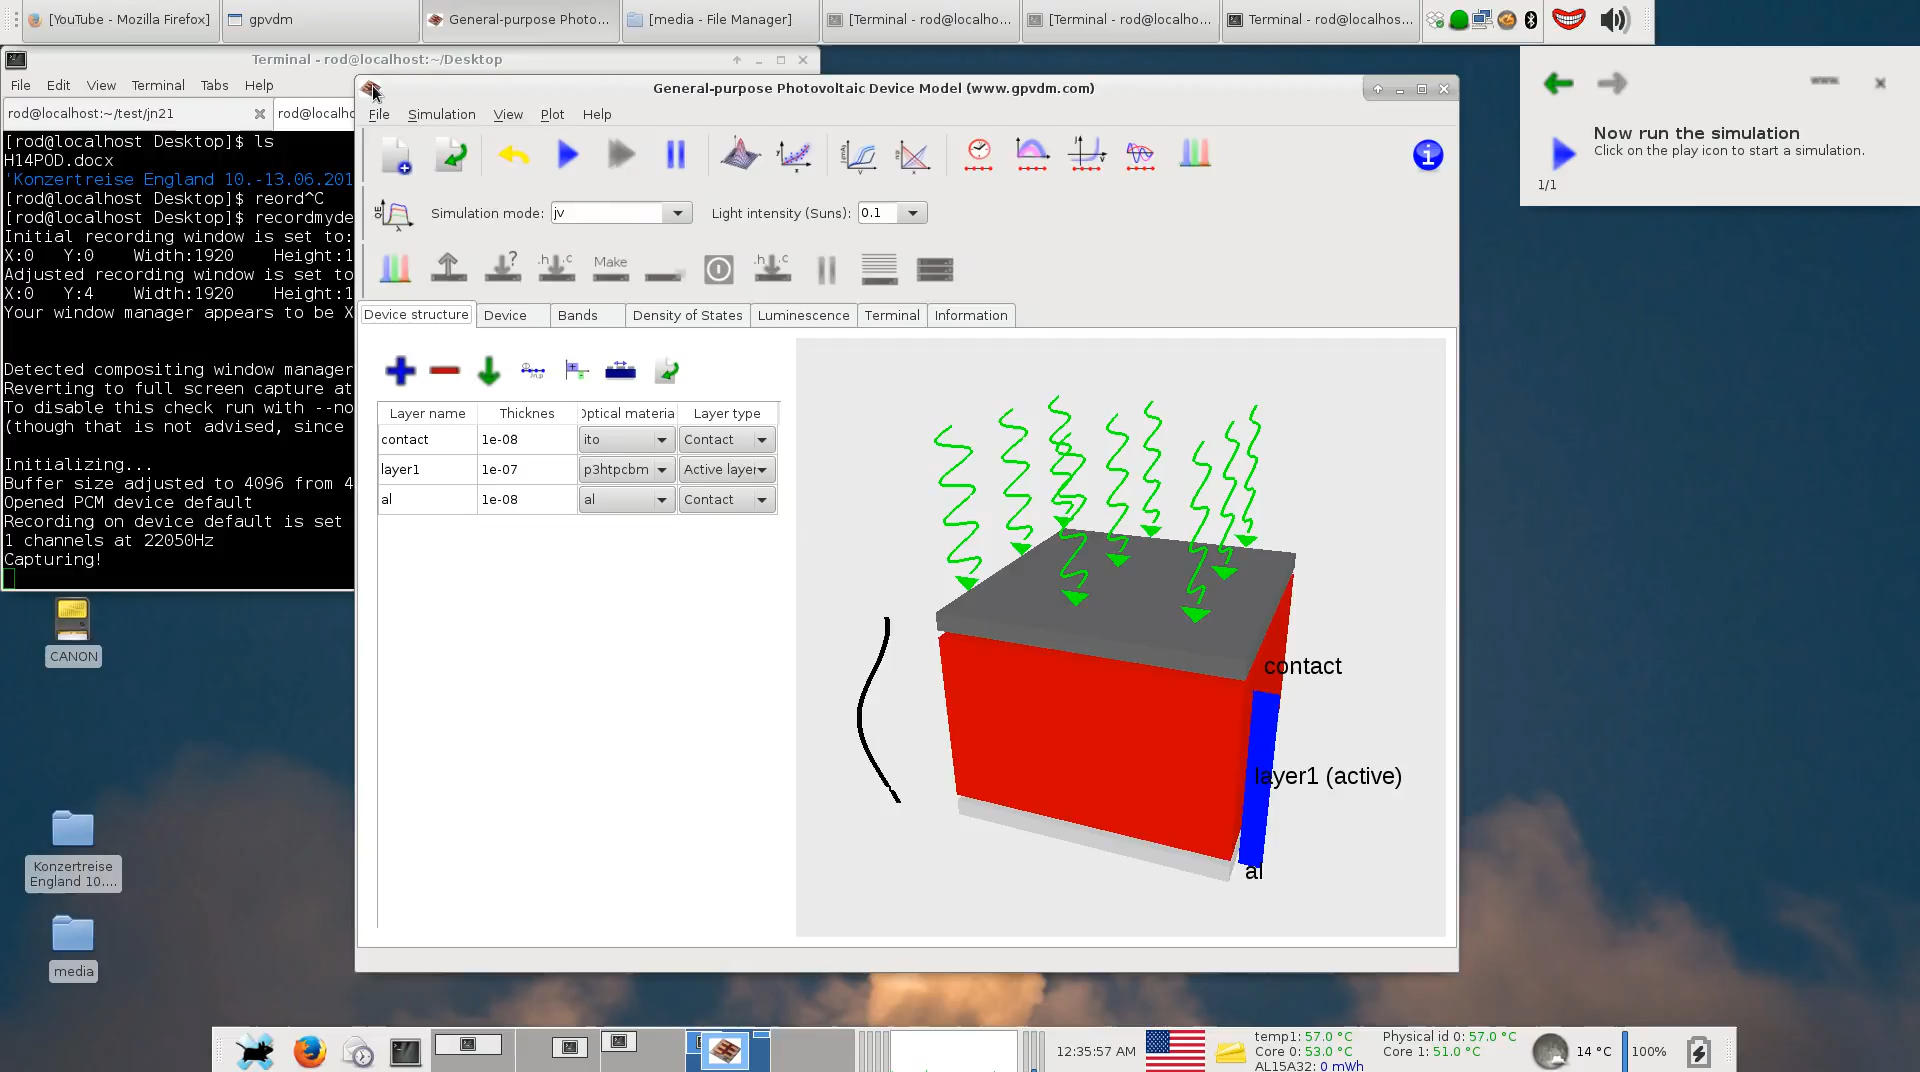 [YouTube - Mozilla Firefox]
gpvdm
General-purpose Photo...
[media - File Manager]
[Terminal - rod@localho...
[Terminal - rod@localho...
Terminal - rod@localhos...
Terminal - rod@localhost:~/Desktop
File Edit View Terminal Tabs Help
rod@localhost:~/test/jn21
rod@localho
[rod@localhost Desktop]$ ls
H14POD.docx
'Konzertreise England 10.-13.06.201
[rod@localhost Desktop]$ reord^C
[rod@localhost Desktop]$ recordmyde
Initial recording window is set to:
X:0 Y:0 Width:1920 Height:1
Adjusted recording window is set to
X:0 Y:4 Width:1920 Height:1
Your window manager appears to be X
Detected compositing window manager
Reverting to full screen capture at
To disable this check run with --no
(though that is not advised, since
Initializing...
Buffer size adjusted to 4096 from 4
Opened PCM device default
Recording on device default is set
1 channels at 22050Hz
Capturing!
General-purpose Photovoltaic Device Model (www.gpvdm.com)
File Simulation View Plot Help
Simulation mode: jv Light intensity (Suns): 0.1
.h .c Make .h .c
Device structure Device Bands Density of States Luminescence Terminal Information
Layer name Thicknes Optical materia Layer type
contact 1e-08 ito Contact
layer1 1e-07 p3htpcbm Active layer
al 1e-08 al Contact
contact
layer1 (active)
al
Now run the simulation
Click on the play icon to start a simulation.
1/1
CANON
Konzertreise
England 10....
media
12:35:57 AM
temp1: 57.0 °C Physical id 0: 57.0 °C
Core 0: 53.0 °C Core 1: 51.0 °C
AL15A32: 0 mWh
14 °C
100%